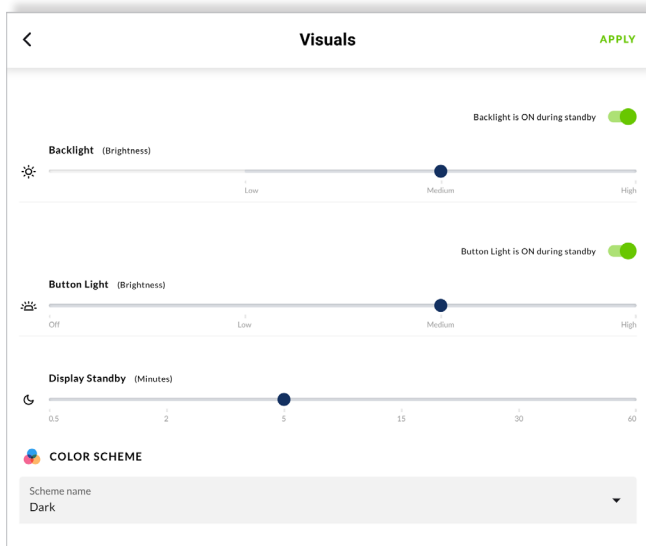 Visuals APPLY
Backlight is ON during standby
Backlight (Brightness)
Low Medium High
Button Light is ON during standby
Button Light (Brightness)
Off Low Medium High
Display Standby (Minutes)
0.5 2 5 15 30 60
COLOR SCHEME
Scheme name
Dark